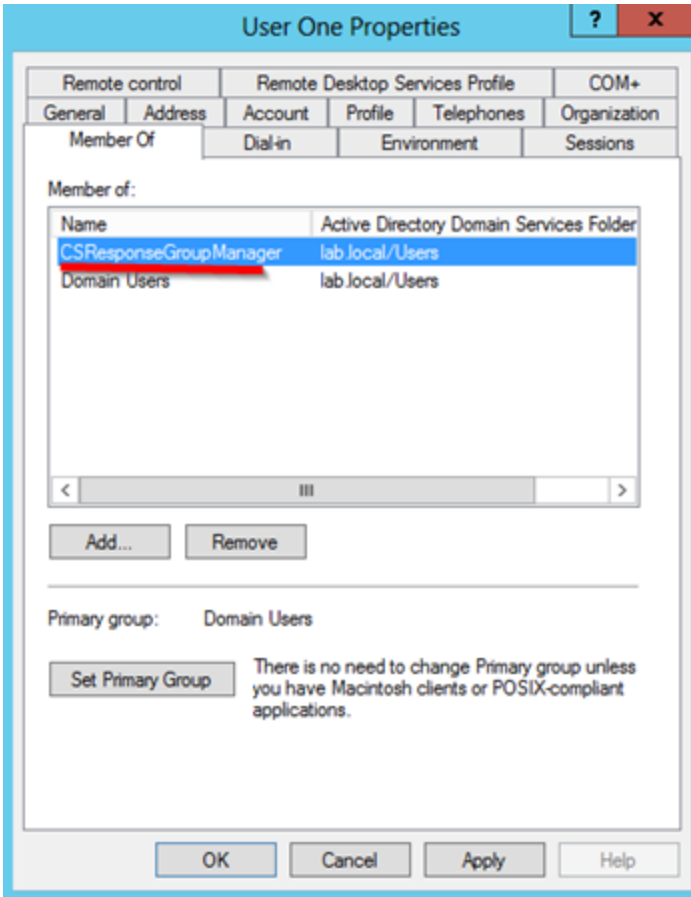 User One Properties
?
x
Remote control
Remote Desktop Services Profile
COM+
General
Address
Account
Profile
Telephones
Organization
Member Of
Dial-in
Environment
Sessions
Member of:
Name
Active Directory Domain Services Folder
CSResponseGroupManager
lab.local/Users
Domain Users
lab.local/Users
Add...
Remove
Primary group:
Domain Users
Set Primary Group
There is no need to change Primary group unless
you have Macintosh clients or POSIX-compliant
applications.
OK
Cancel
Apply
Help